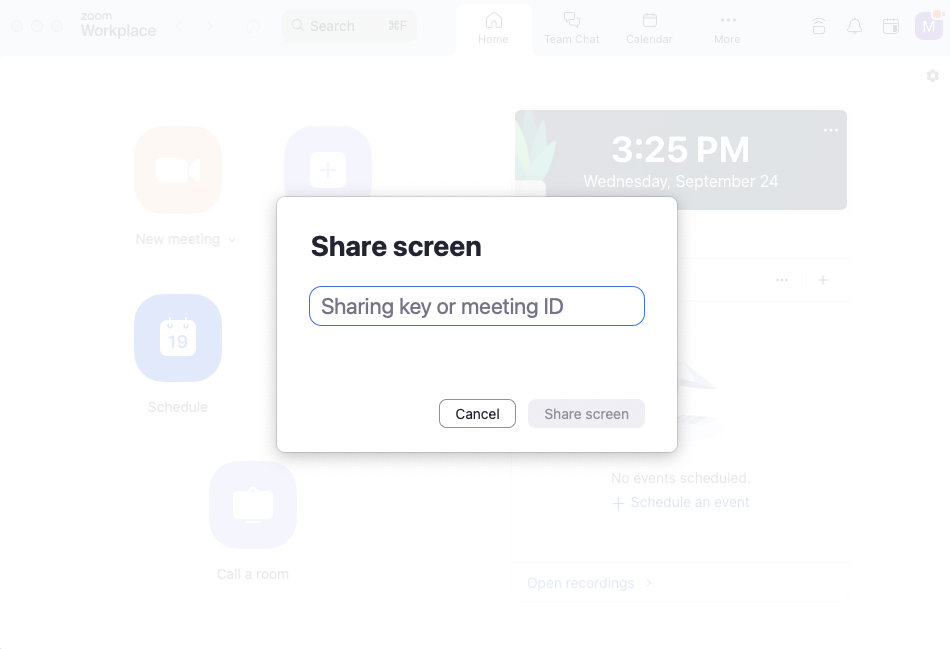 zoom
Workplace
Search
⌘F
Home
Team Chat
Calendar
More
M
3:25 PM
Wednesday, September 24
New meeting
Share screen
Sharing key or meeting ID
Cancel
Share screen
19
Schedule
No events scheduled.
Schedule an event
Call a room
Open recordings